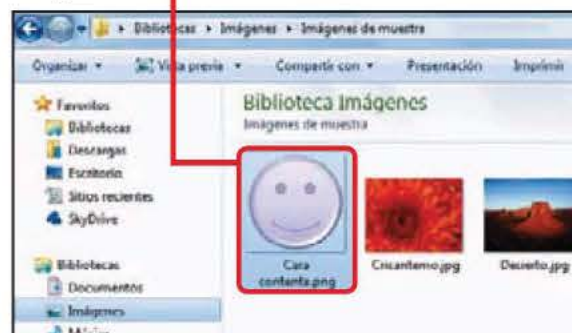 Bibliotecas ▸ Imágenes ▸ Imágenes de muestra
Organizar Vista previa Compartir con Presentación Imprimir
Favoritos
Bibliotecas
Descargas
Escritorio
Sitios recientes
SkyDrive
Bibliotecas
Documentos
Imágenes
Música
Biblioteca Imágenes
Imágenes de muestra
Cara
contenta.png
Crisantemo.jpg
Desierto.jpg